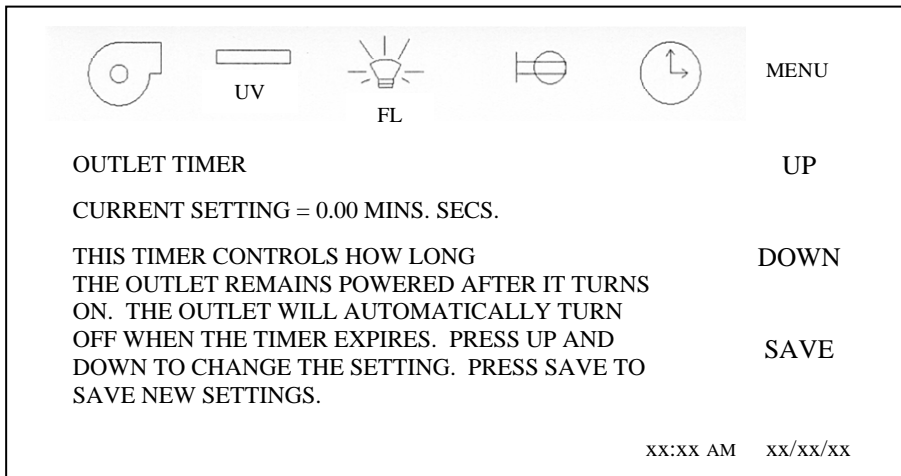 MENU
UV
FL
OUTLET TIMER
UP
CURRENT SETTING = 0.00 MINS. SECS.
THIS TIMER CONTROLS HOW LONG
DOWN
THE OUTLET REMAINS POWERED AFTER IT TURNS
ON. THE OUTLET WILL AUTOMATICALLY TURN
OFF WHEN THE TIMER EXPIRES. PRESS UP AND
DOWN TO CHANGE THE SETTING. PRESS SAVE TO
SAVE
SAVE NEW SETTINGS.
xx:xx AM xx/xx/xx